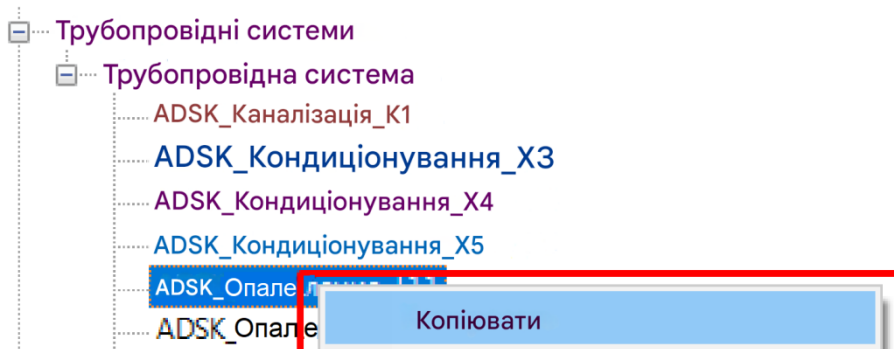 Трубопровідні системи
Трубопровідна система
ADSK_Каналізація_К1
ADSK_Кондиціонування_Х3
ADSK_Кондиціонування_Х4
ADSK_Кондиціонування_Х5
Копіювати